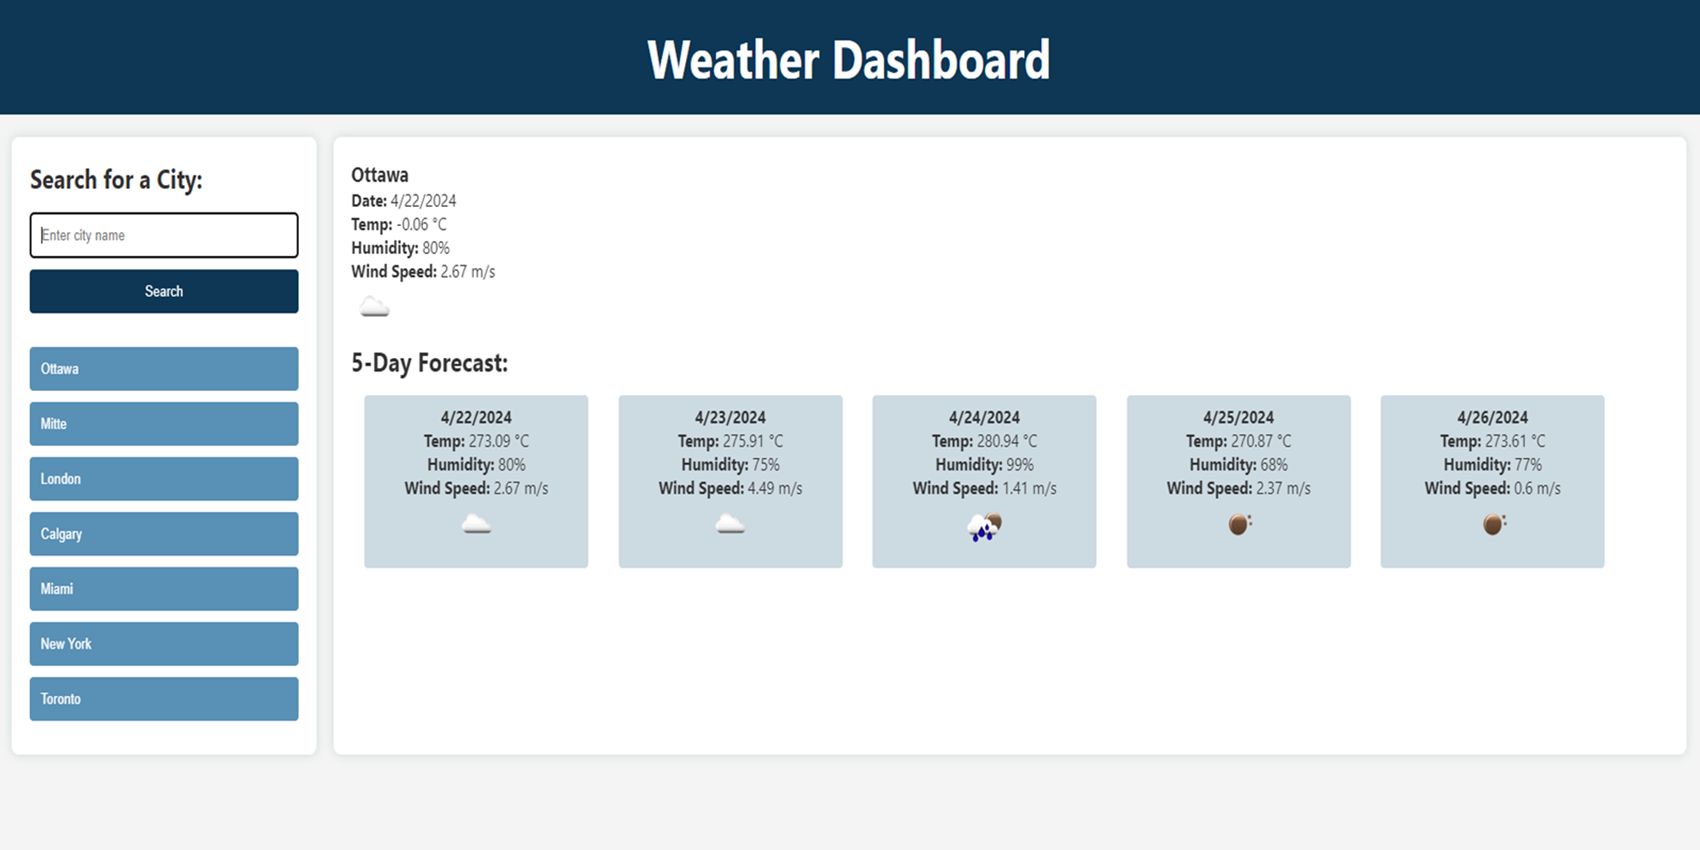 Weather Dashboard
Search for a City:
Enter city name
Search
Ottawa
Mitte
London
Calgary
Miami
New York
Toronto
Ottawa
Date: 4/22/2024
Temp: -0.06 °C
Humidity: 80%
Wind Speed: 2.67 m/s
5-Day Forecast:
4/22/2024
Temp: 273.09 °C
Humidity: 80%
Wind Speed: 2.67 m/s
4/23/2024
Temp: 275.91 °C
Humidity: 75%
Wind Speed: 4.49 m/s
4/24/2024
Temp: 280.94 °C
Humidity: 99%
Wind Speed: 1.41 m/s
4/25/2024
Temp: 270.87 °C
Humidity: 68%
Wind Speed: 2.37 m/s
4/26/2024
Temp: 273.61 °C
Humidity: 77%
Wind Speed: 0.6 m/s